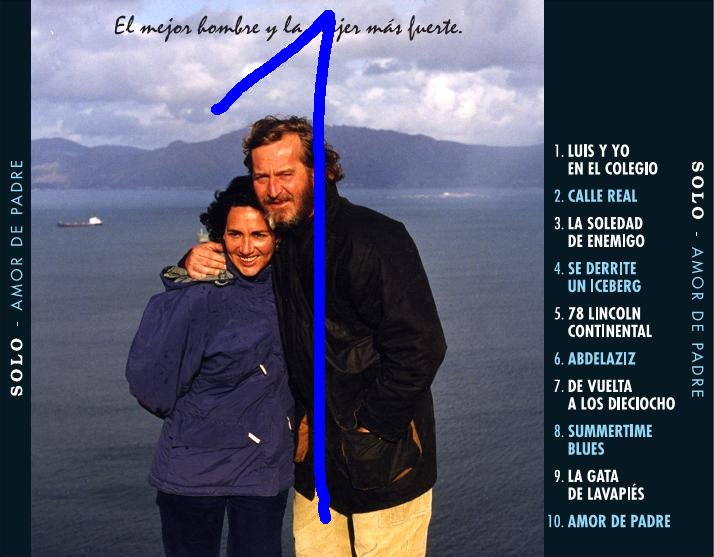 El mejor hombre y la jer más fuerte.
SOLO - AMOR DE PADRE
1. LUIS Y YO
EN EL COLEGIO
2. CALLE REAL
3. LA SOLEDAD
DE ENEMIGO
4. SE DERRITE
UN ICEBERG
5. 78 LINCOLN
CONTINENTAL
6. ABDELAZIZ
7. DE VUELTA
A LOS DIECIOCHO
8. SUMMERTIME
BLUES
9. LA GATA
DE LAVAPIÉS
10. AMOR DE PADRE
SOLO - AMOR DE PADRE
1